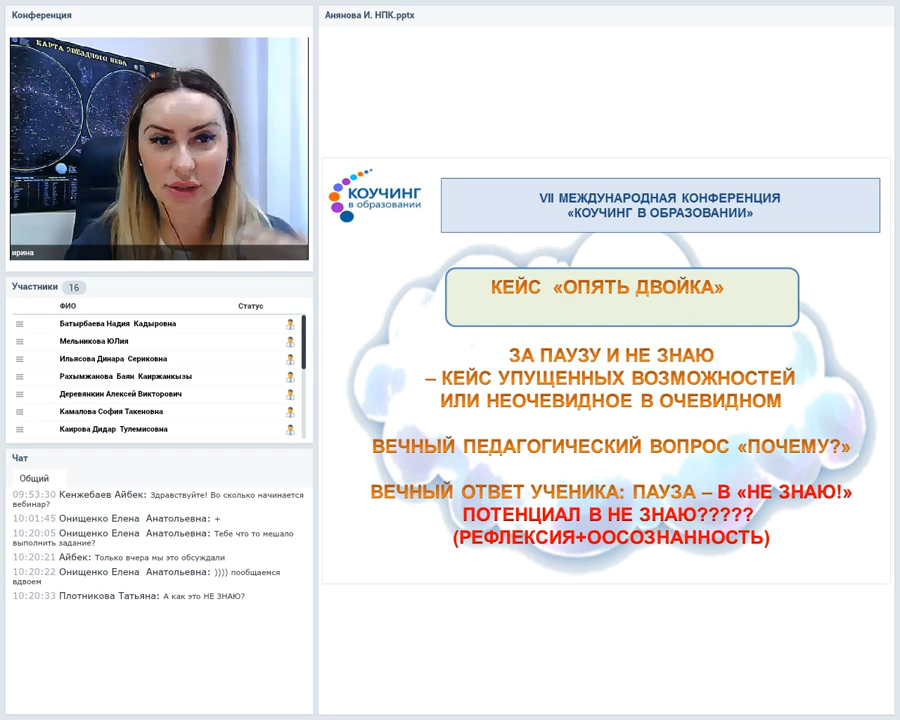 Конференция
КАРТА ЗВЕЗДНОГО НЕБА
ирина
Участники 16
ФИО Статус
Батырбаева Надия Кадыровна
Мельникова ЮЛия
Ильясова Динара Сериковна
Рахымжанова Баян Каиржанкызы
Деревянкин Алексей Викторович
Камалова София Такеновна
Каирова Дидар Тулемисовна
Чат
Общий
09:53:30 Кенжебаев Айбек: Здравствуйте! Во сколько начинается
вебинар?
10:01:45 Онищенко Елена Анатольевна: +
10:20:05 Онищенко Елена Анатольевна: Тебе что то мешало
выполнить задание?
10:20:21 Айбек: Только вчера мы это обсуждали
10:20:22 Онищенко Елена Анатольевна: )))) пообщаемся
вдвоем
10:20:33 Плотникова Татьяна: А как это НЕ ЗНАЮ?
Анянова И. НПК.pptx
КОУЧИНГ
в образовании
VII МЕЖДУНАРОДНАЯ КОНФЕРЕНЦИЯ
«КОУЧИНГ В ОБРАЗОВАНИИ»
КЕЙС «ОПЯТЬ ДВОЙКА»
ЗА ПАУЗУ И НЕ ЗНАЮ
– КЕЙС УПУЩЕННЫХ ВОЗМОЖНОСТЕЙ
ИЛИ НЕОЧЕВИДНОЕ В ОЧЕВИДНОМ
ВЕЧНЫЙ ПЕДАГОГИЧЕСКИЙ ВОПРОС «ПОЧЕМУ?»
ВЕЧНЫЙ ОТВЕТ УЧЕНИКА: ПАУЗА – В «НЕ ЗНАЮ!»
ПОТЕНЦИАЛ В НЕ ЗНАЮ?????
(РЕФЛЕКСИЯ+ООСОЗНАННОСТЬ)